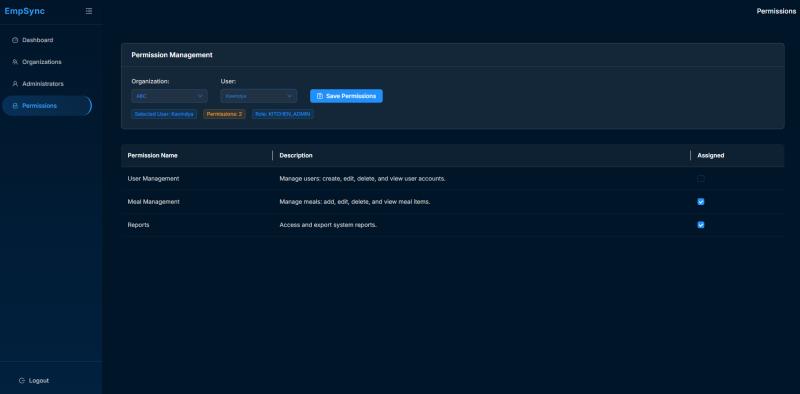 EmpSync
Permissions
Dashboard
Organizations
Administrators
Permissions
Logout
Permission Management
Organization: User:
ABC Kavindya Save Permissions
Selected User: Kavindya Permissions: 2 Role: KITCHEN_ADMIN
Permission Name Description Assigned
User Management Manage users: create, edit, delete, and view user accounts.
Meal Management Manage meals: add, edit, delete, and view meal items.
Reports Access and export system reports.